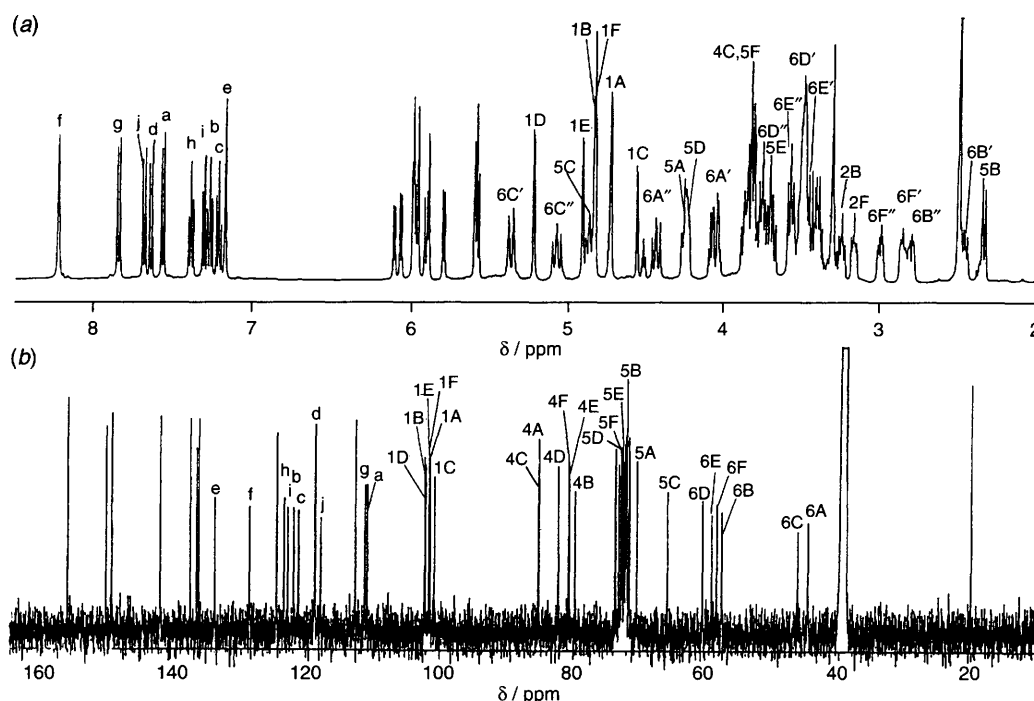 (a)
1B
1F
4C,5F
6D′
e
1A
6E″
6E′
f
g
j
d
a
h
i
b
c
1D
1E
5C
1C
5A
5D
6D″
5E
6A″
6A′
2B
2F
6B′
5B
6C′
6C″
6F″
6F′
6B″
8
7
6
5
4
3
2
δ / ppm
(b)
1E
1F
1B
1A
1D
1C
d
h
b
i
c
j
g
a
e
f
4F
4E
4A
4C
4D
4B
5B
5E
5F
5D
5A
5C
6D
6E
6F
6B
6C
6A
160
140
120
100
80
60
40
20
δ / ppm